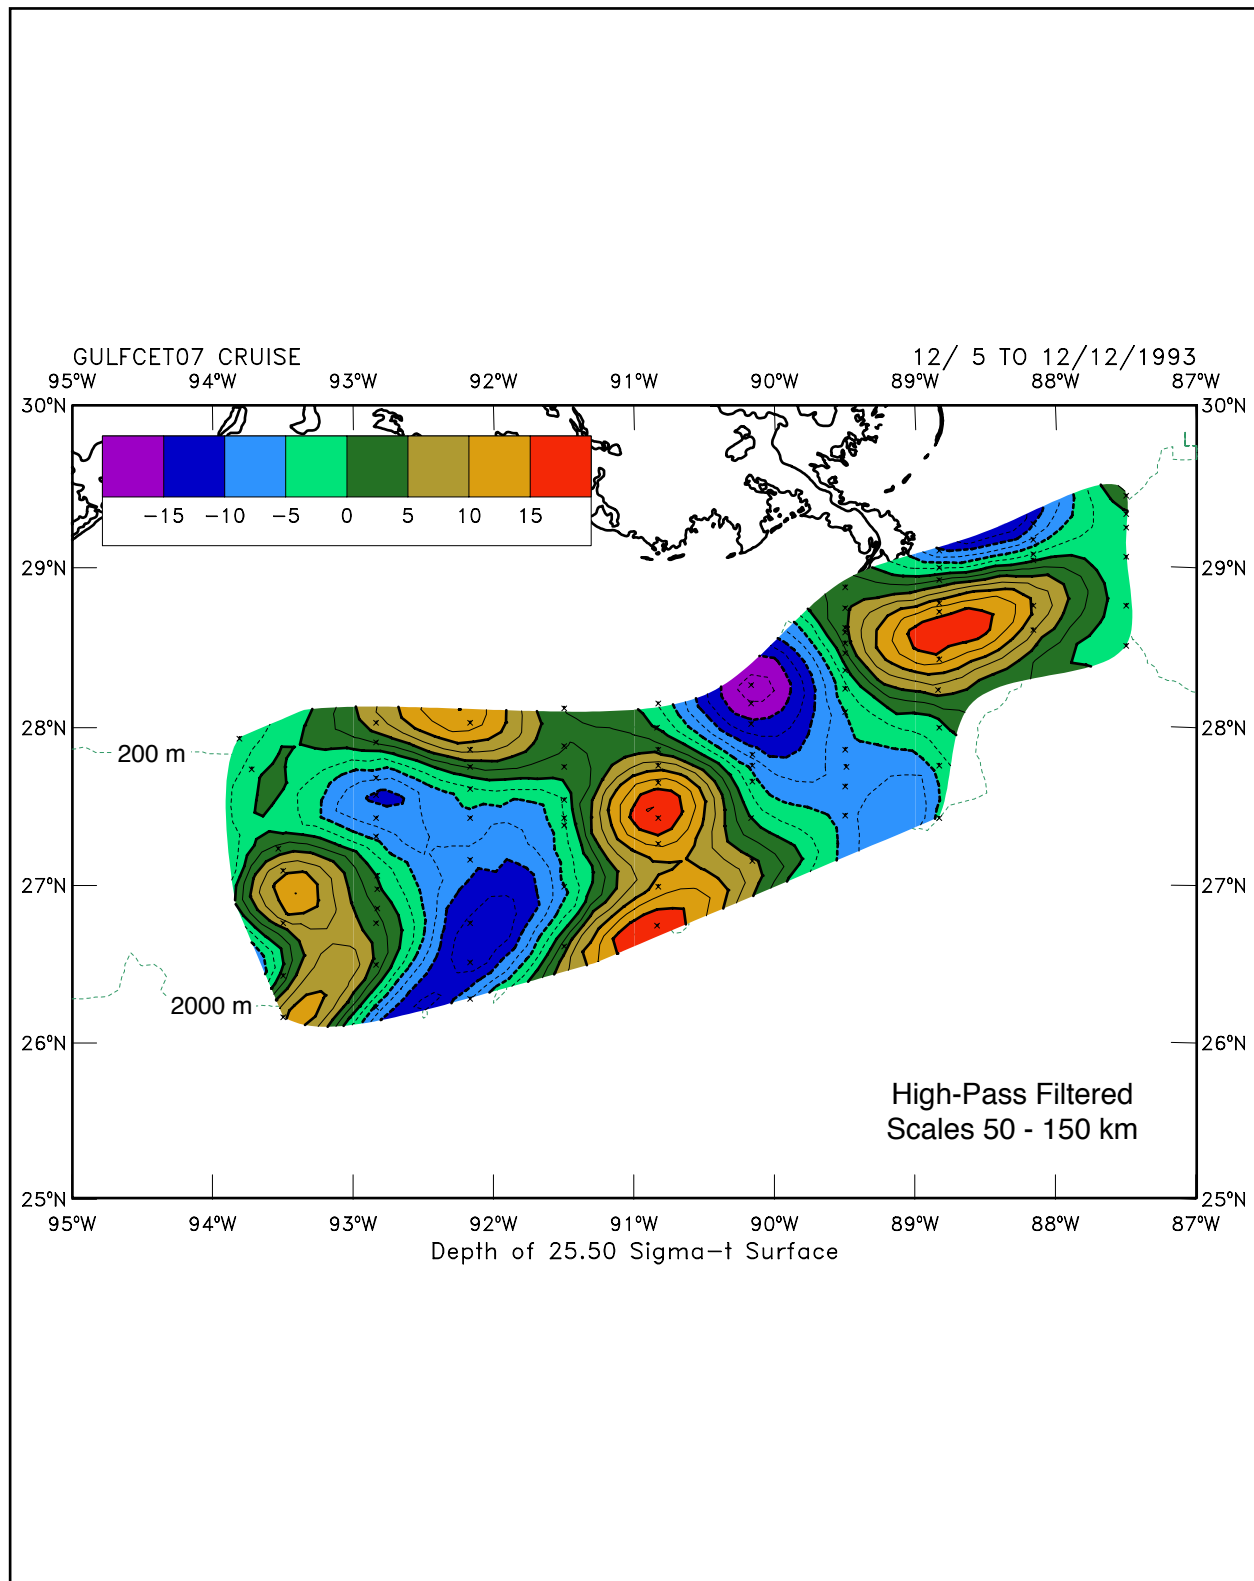 GULFCET07 CRUISE 12/ 5 TO 12/12/1993
95°W 94°W 93°W 92°W 91°W 90°W 89°W 88°W 87°W
30°N 30°N
−15 −10 −5 0 5 10 15
29°N 29°N
28°N 28°N
200 m
27°N 27°N
2000 m
26°N 26°N
High-Pass Filtered
Scales 50 - 150 km
25°N 25°N
95°W 94°W 93°W 92°W 91°W 90°W 89°W 88°W 87°W
Depth of 25.50 Sigma−t Surface